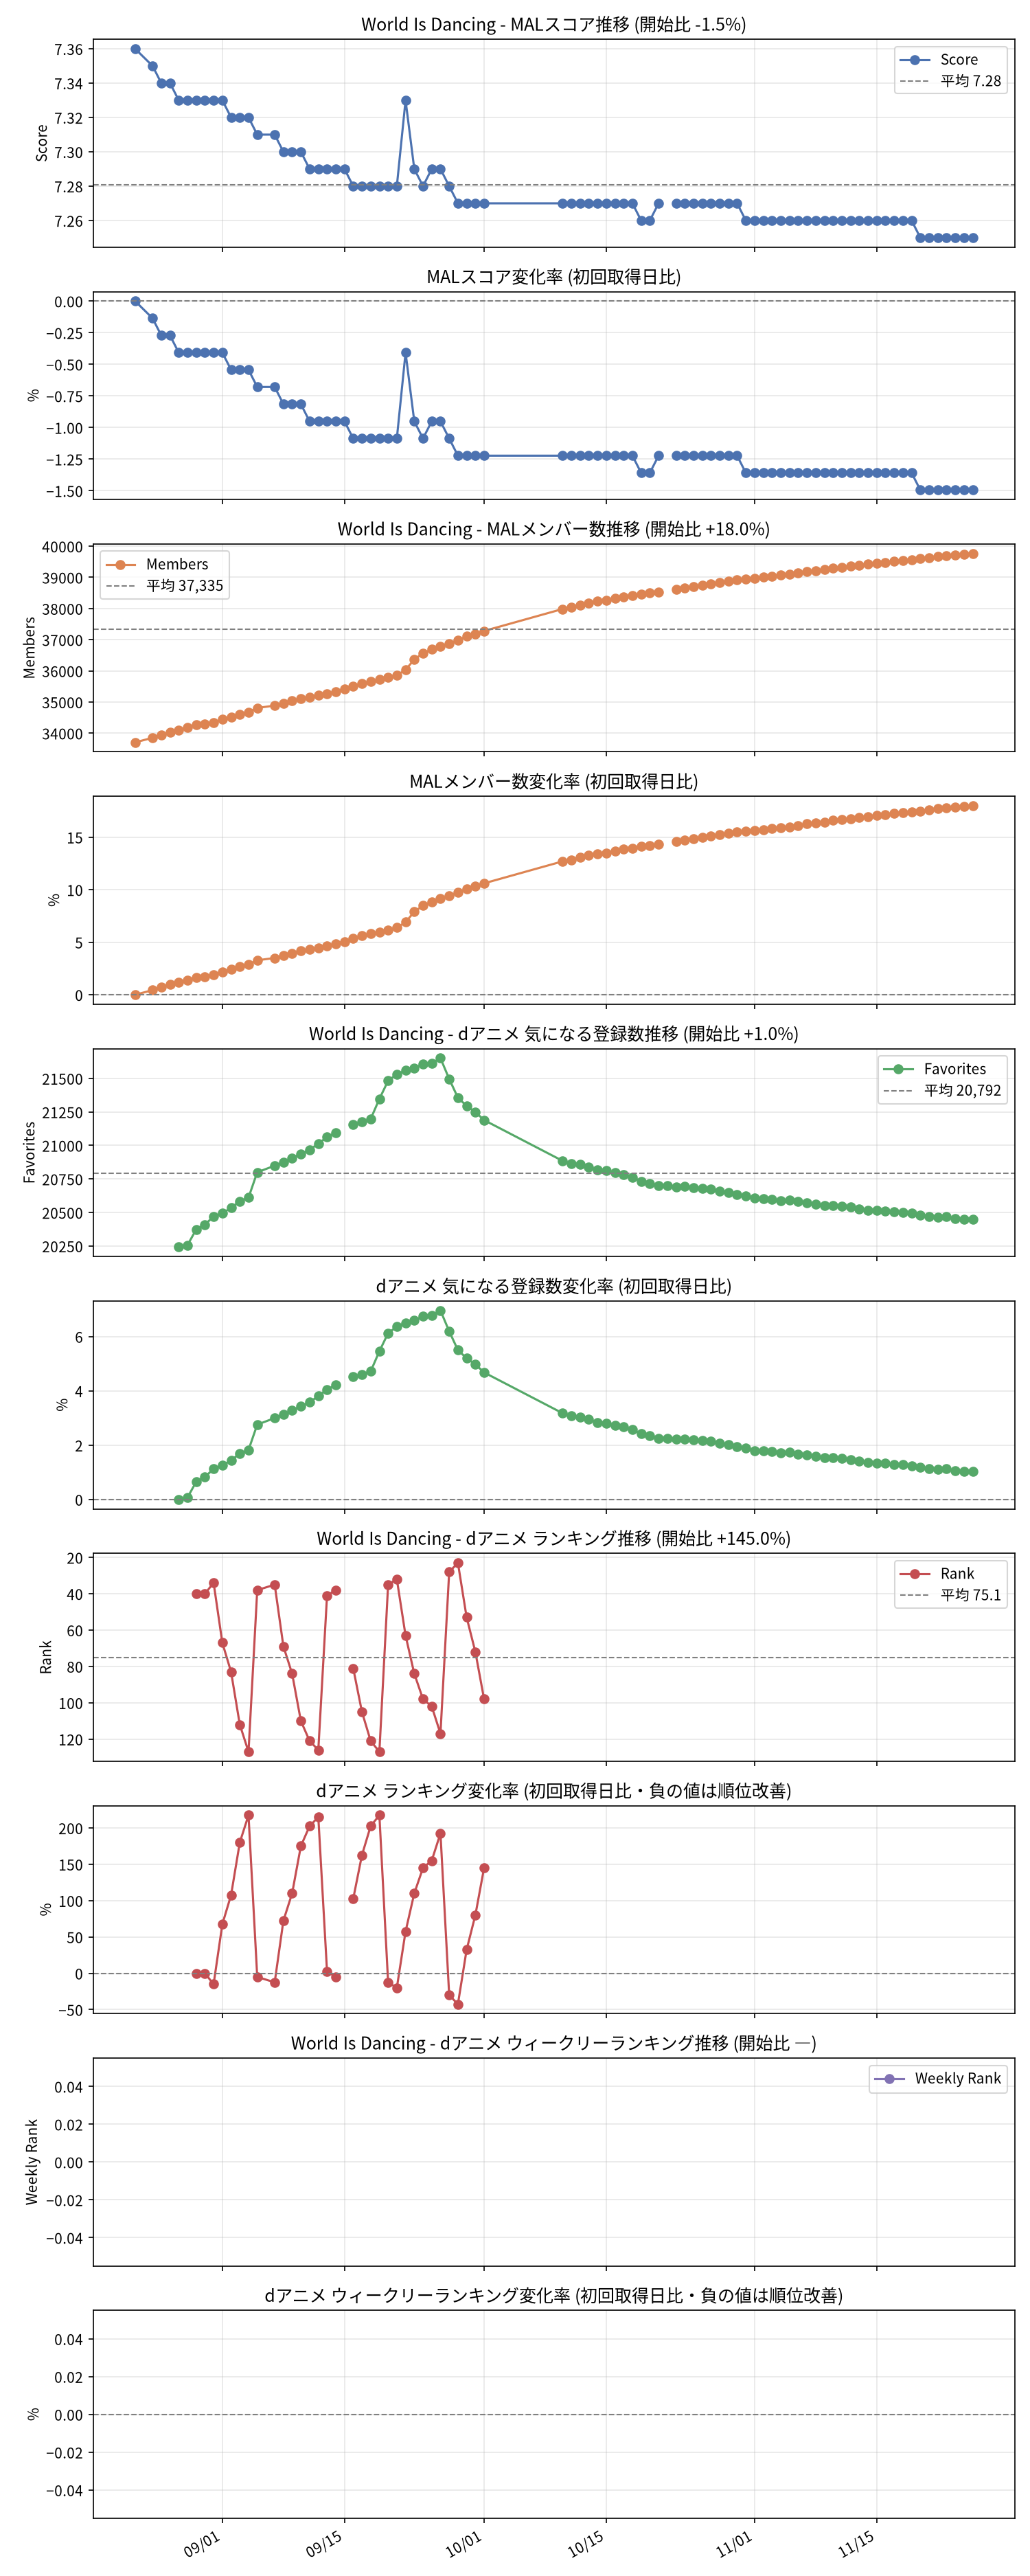 World Is Dancing - MALスコア推移 (開始比 -1.5%)
Score
7.36
7.34
7.32
7.30
7.28
7.26
Score
平均 7.28
MALスコア変化率 (初回取得日比)
%
0.00
−0.25
−0.50
−0.75
−1.00
−1.25
−1.50
World Is Dancing - MALメンバー数推移 (開始比 +18.0%)
Members
40000
39000
38000
37000
36000
35000
34000
Members
平均 37,335
MALメンバー数変化率 (初回取得日比)
%
15
10
5
0
World Is Dancing - dアニメ 気になる登録数推移 (開始比 +1.0%)
Favorites
21500
21250
21000
20750
20500
20250
Favorites
平均 20,792
dアニメ 気になる登録数変化率 (初回取得日比)
%
6
4
2
0
World Is Dancing - dアニメ ランキング推移 (開始比 +145.0%)
Rank
20
40
60
80
100
120
Rank
平均 75.1
dアニメ ランキング変化率 (初回取得日比・負の値は順位改善)
%
200
150
100
50
0
−50
World Is Dancing - dアニメ ウィークリーランキング推移 (開始比 —)
Weekly Rank
0.04
0.02
0.00
−0.02
−0.04
Weekly Rank
dアニメ ウィークリーランキング変化率 (初回取得日比・負の値は順位改善)
%
0.04
0.02
0.00
−0.02
−0.04
09/01
09/15
10/01
10/15
11/01
11/15